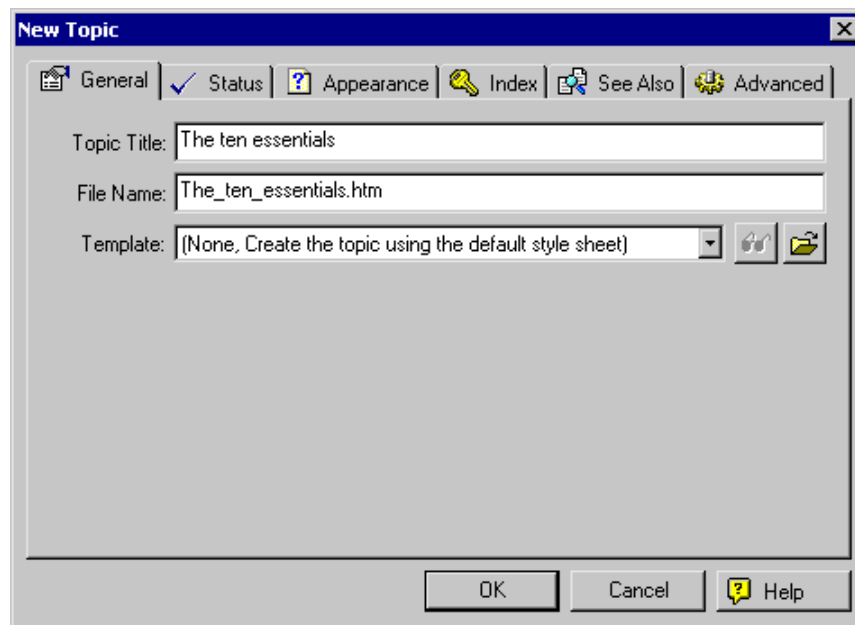 New Topic
General Status Appearance Index See Also Advanced
Topic Title: The ten essentials
File Name: The_ten_essentials.htm
Template: (None, Create the topic using the default style sheet)
OK Cancel Help